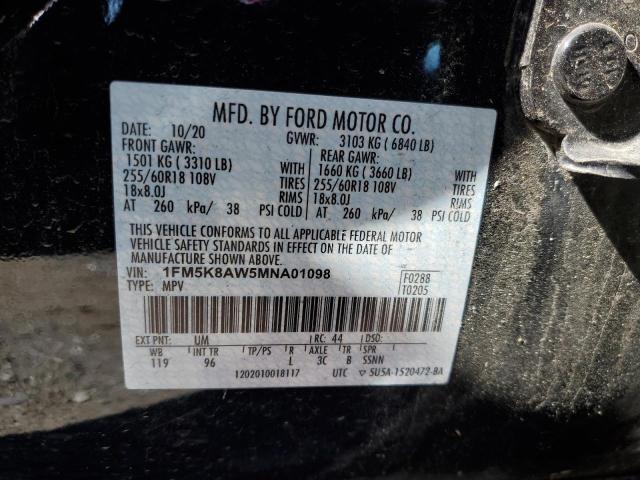 MFD. BY FORD MOTOR CO.
DATE: 10/20 GVWR: 3103 KG ( 6840 LB)
FRONT GAWR: REAR GAWR:
1501 KG ( 3310 LB) WITH 1660 KG ( 3660 LB) WITH
255/60R18 108V TIRES 255/60R18 108V TIRES
18x8.0J RIMS 18x8.0J RIMS
AT 260 kPa/ 38 PSI COLD AT 260 kPa/ 38 PSI COLD
THIS VEHICLE CONFORMS TO ALL APPLICABLE FEDERAL MOTOR
VEHICLE SAFETY STANDARDS IN EFFECT ON THE DATE OF
MANUFACTURE SHOWN ABOVE.
VIN: 1FM5K8AW5MNA01098 F0288
TYPE: MPV T0205
EXT PNT: UM RC: 44 DSO:
WB INT TR TP/PS R AXLE TR SPR
119 96 L 3C B SSNN
1202010018117 UTC ▽ 5U5A-1520472-BA